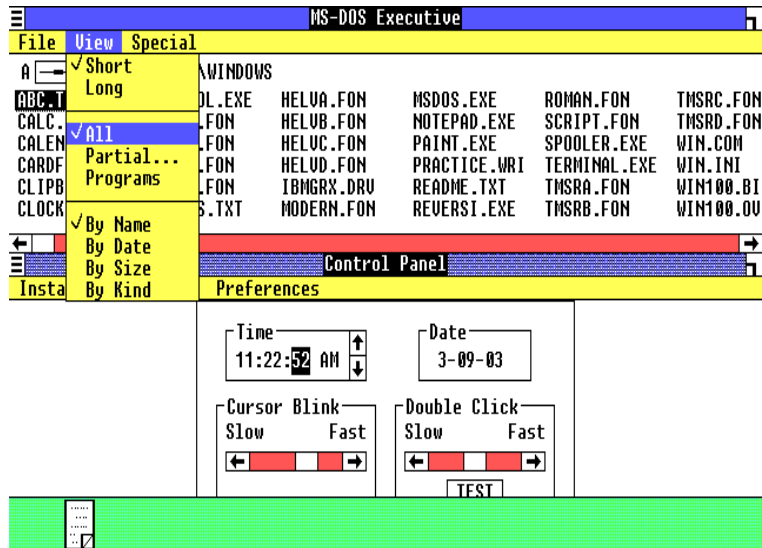 MS-DOS Executive
File View Special
A \WINDOWS
✓Short
Long
✓All
Partial...
Programs
✓By Name
By Date
By Size
By Kind
ABC.T OL.EXE HELVA.FON MSDOS.EXE ROMAN.FON TMSRC.FON
CALC. .FON HELVB.FON NOTEPAD.EXE SCRIPT.FON TMSRD.FON
CALEN .FON HELVC.FON PAINT.EXE SPOOLER.EXE WIN.COM
CARDF .FON HELVD.FON PRACTICE.WRI TERMINAL.EXE WIN.INI
CLIPB .FON IBMGRX.DRV README.TXT TMSRA.FON WIN100.BI
CLOCK S.TXT MODERN.FON REVERSI.EXE TMSRB.FON WIN100.OV
Control Panel
Insta Preferences
Time
11:22:52 AM
Date
3-09-03
Cursor Blink
Slow Fast
Double Click
Slow Fast
TEST